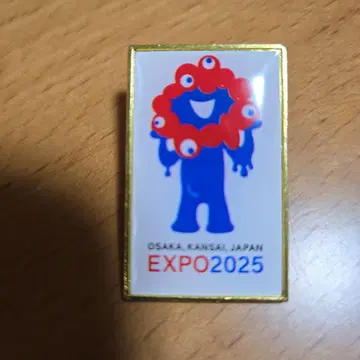 OSAKA, KANSAI, JAPAN
EXPO2025